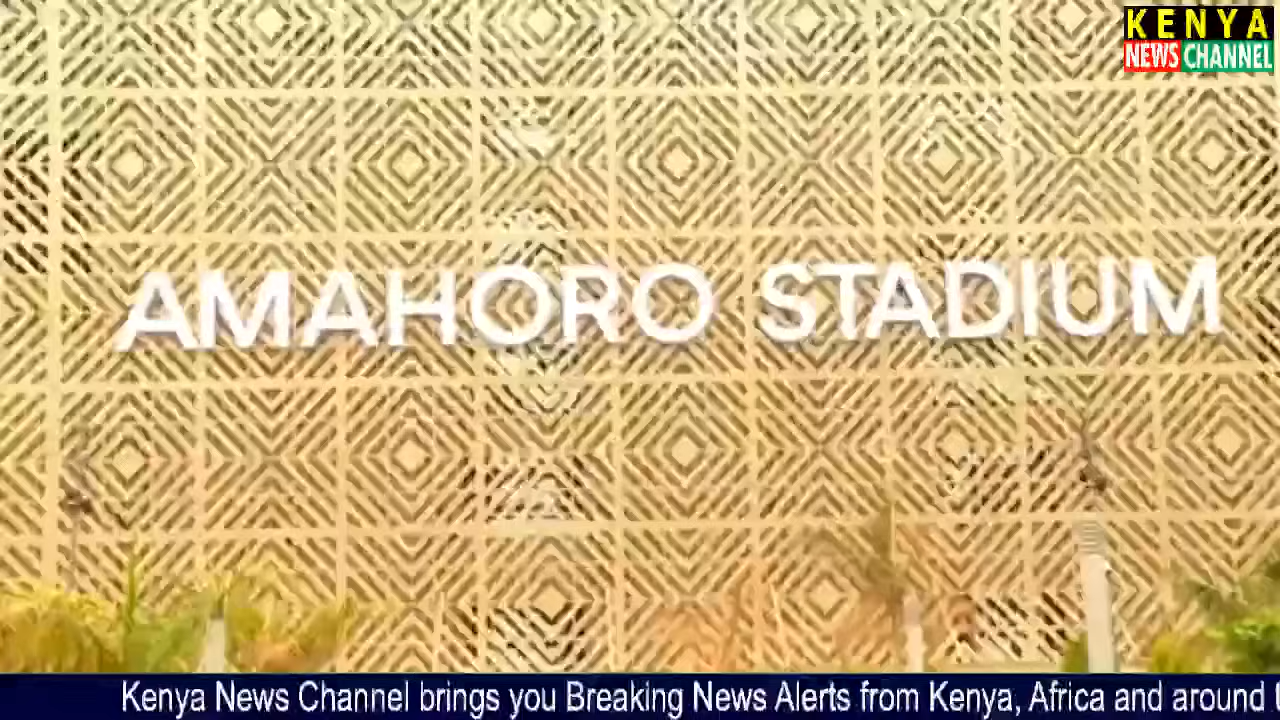 KENYA
NEWS CHANNEL
AMAHORO STADIUM
Kenya News Channel brings you Breaking News Alerts from Kenya, Africa and around